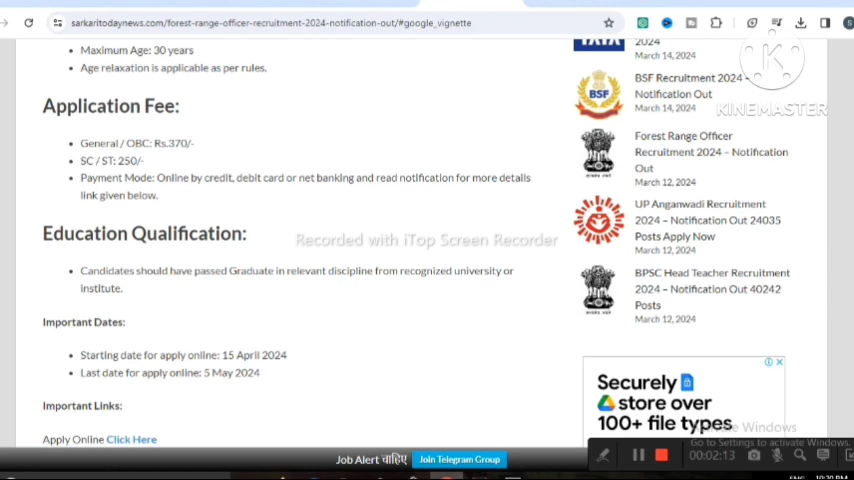 sarkaritodaynews.com/forest-range-officer-recruitment-2024-notification-out/#google_vignette
Maximum Age: 30 years
Age relaxation is applicable as per rules.
Application Fee:
General / OBC: Rs.370/-
SC / ST: 250/-
Payment Mode: Online by credit, debit card or net banking and read notification for more details
link given below.
Education Qualification:
Candidates should have passed Graduate in relevant discipline from recognized university or
institute.
Important Dates:
Starting date for apply online: 15 April 2024
Last date for apply online: 5 May 2024
Important Links:
Apply Online Click Here
TATA
2024
March 14, 2024
BSF
BSF Recruitment 2024 –
Notification Out
March 14, 2024
Forest Range Officer
Recruitment 2024 – Notification
Out
March 12, 2024
UP Anganwadi Recruitment
2024 – Notification Out 24035
Posts Apply Now
March 12, 2024
BPSC Head Teacher Recruitment
2024 – Notification Out 40242
Posts
March 12, 2024
KINEMASTER
Recorded with iTop Screen Recorder
Securely
store over
100+ file types
Activate Windows
Go to Settings to activate Windows.
00:02:13
Job Alert चाहिए
Join Telegram Group
ENG
10:20 PM